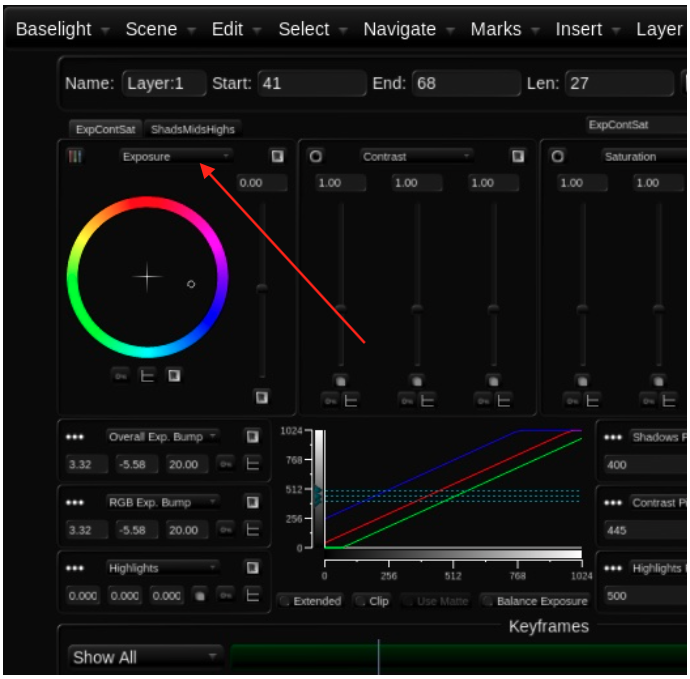 Baselight Scene Edit Select Navigate Marks Insert Layer
Name: Layer:1 Start: 41 End: 68 Len: 27
ExpContSat ShadsMidsHighs ExpContSat
Exposure Contrast Saturation
0.00 1.00 1.00 1.00 1.00 1.00
Overall Exp. Bump
3.32 -5.58 20.00
RGB Exp. Bump
3.32 -5.58 20.00
Highlights
0.000 0.000 0.000
1024
768
512
256
0
0 256 512 768 1024
Extended Clip Use Matte Balance Exposure
Shadows
400
Contrast
445
Highlights
500
Keyframes
Show All